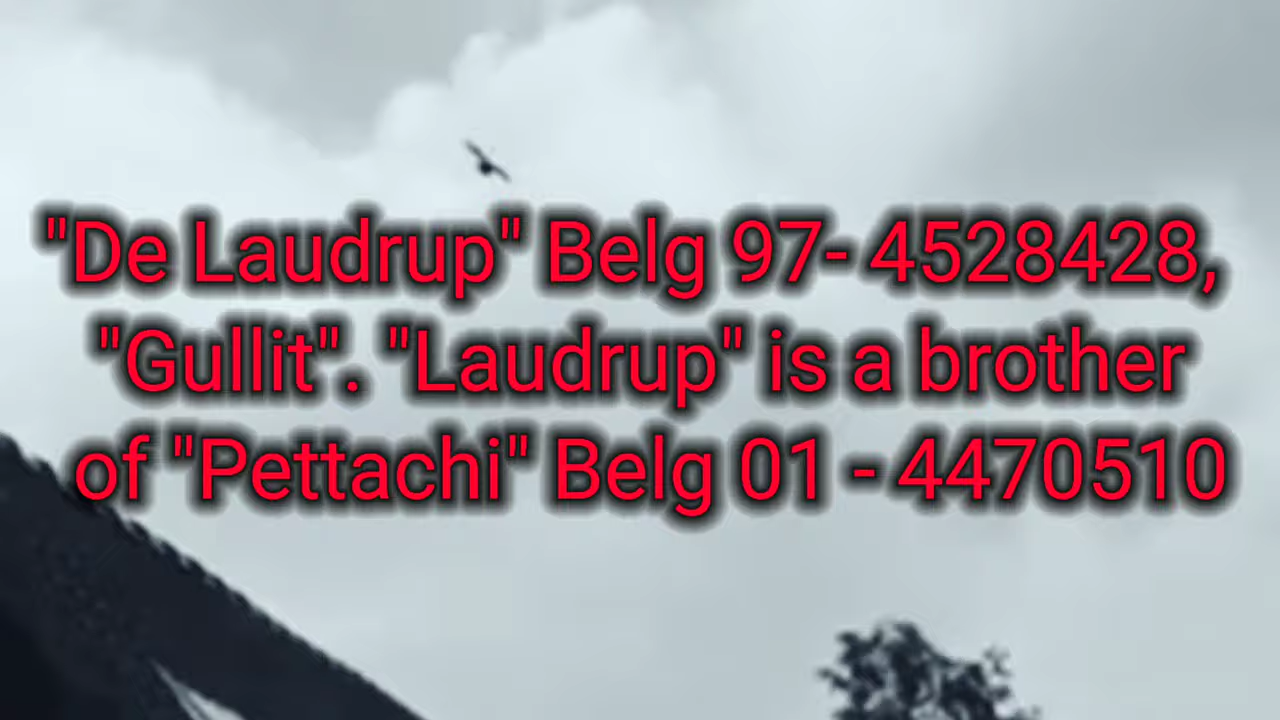 "De Laudrup" Belg 97- 4528428,
"Gullit". "Laudrup" is a brother
of "Pettachi" Belg 01 - 4470510